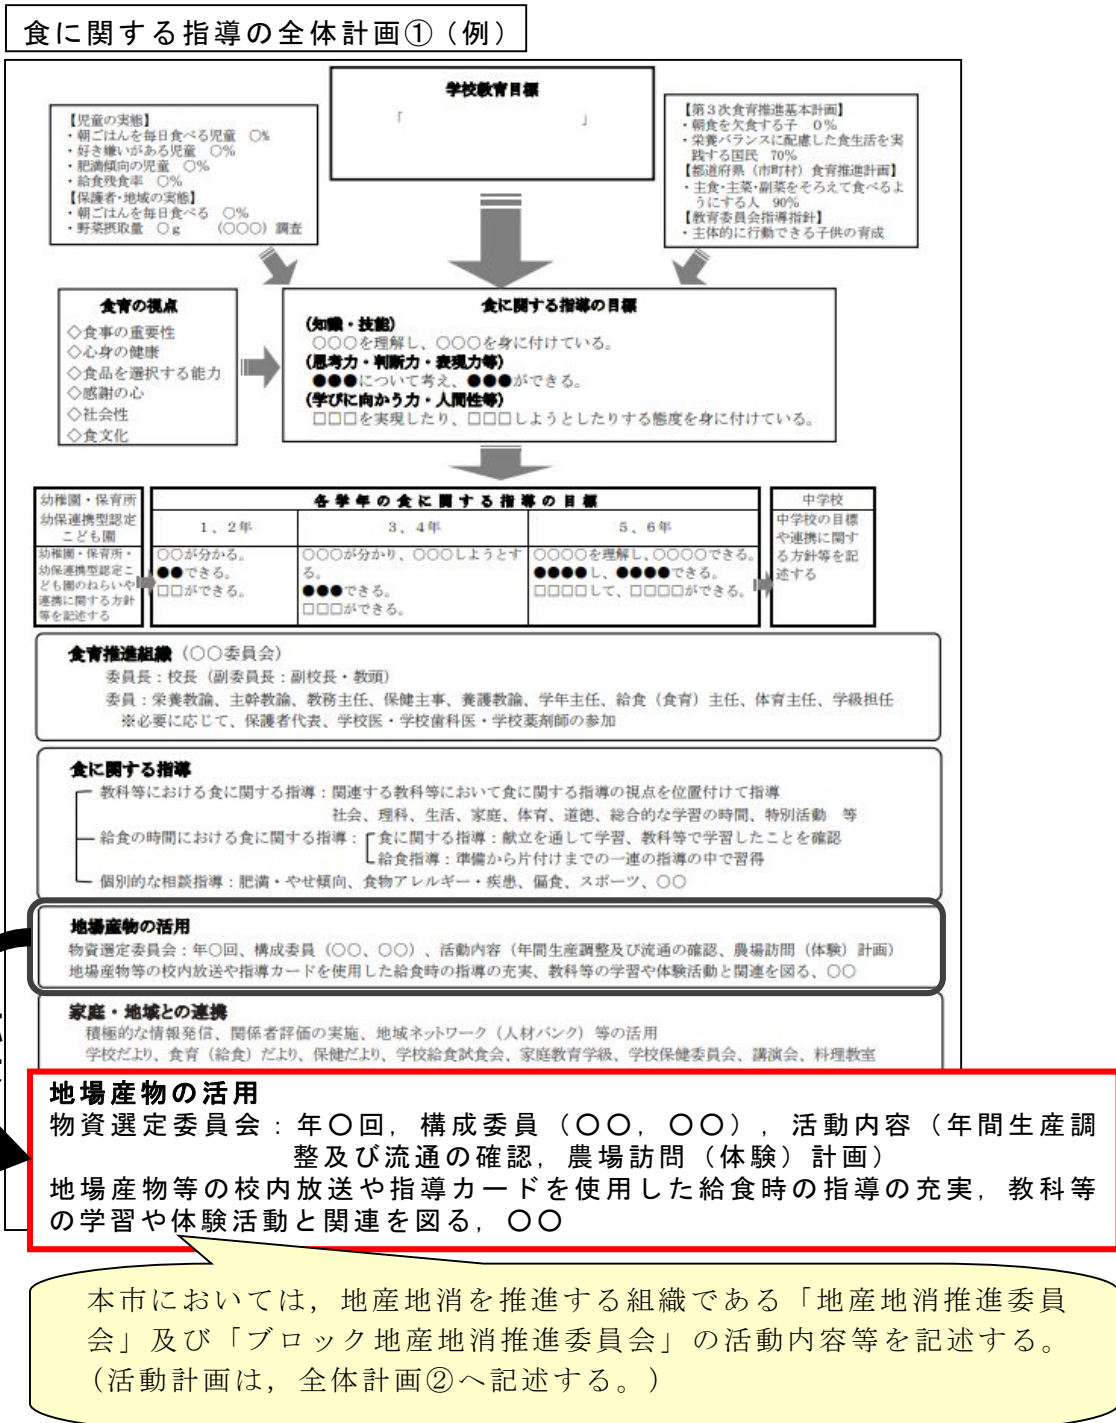 食に関する指導の全体計画①（例）
学校教育目標
「　　　　　　　　　　」
【児童の実態】
・朝ごはんを毎日食べる児童　○%
・好き嫌いがある児童　○%
・肥満傾向の児童　○%
・給食残食率　○%
【保護者・地域の実態】
・朝ごはんを毎日食べる　○%
・野菜摂取量　○g　　（○○○）調査
【第３次食育推進基本計画】
・朝食を欠食する子　０%
・栄養バランスに配慮した食生活を実
践する国民　70%
【都道府県（市町村）食育推進計画】
・主食・主菜・副菜をそろえて食べるよ
うにする人　90%
【教育委員会指導指針】
・主体的に行動できる子供の育成
食育の視点
◇食事の重要性
◇心身の健康
◇食品を選択する能力
◇感謝の心
◇社会性
◇食文化
食に関する指導の目標
（知識・技能）
○○○を理解し、○○○を身に付けている。
（思考力・判断力・表現力等）
●●●について考え、●●●ができる。
（学びに向かう力・人間性等）
□□□を実現したり、□□□しようとしたりする態度を身に付けている。
幼稚園・保育所
幼保連携型認定
こども園
幼稚園・保育所・
幼保連携型認定こ
ども園のねらいや
連携に関する方針
等を記述する
各学年の食に関する指導の目標
１、２年
３、４年
５、６年
○○が分かる。
●●できる。
□□ができる。
○○○が分かり、○○○しようとす
る。
●●●できる。
□□□ができる。
○○○○を理解し、○○○○できる。
●●●●し、●●●●できる。
□□□□して、□□□□ができる。
中学校
中学校の目標
や連携に関す
る方針等を記
述する
食育推進組織（○○委員会）
委員長：校長（副委員長：副校長・教頭）
委員：栄養教諭、主幹教諭、教務主任、保健主事、養護教諭、学年主任、給食（食育）主任、体育主任、学級担任
※必要に応じて、保護者代表、学校医・学校歯科医・学校薬剤師の参加
食に関する指導
教科等における食に関する指導：関連する教科等において食に関する指導の視点を位置付けて指導
社会、理科、生活、家庭、体育、道徳、総合的な学習の時間、特別活動　等
給食の時間における食に関する指導：食に関する指導：献立を通して学習、教科等で学習したことを確認
給食指導：準備から片付けまでの一連の指導の中で習得
個別的な相談指導：肥満・やせ傾向、食物アレルギー・疾患、偏食、スポーツ、○○
地場産物の活用
物資選定委員会：年○回、構成委員（○○、○○）、活動内容（年間生産調整及び流通の確認、農場訪問（体験）計画）
地場産物等の校内放送や指導カードを使用した給食時の指導の充実、教科等の学習や体験活動と関連を図る、○○
家庭・地域との連携
積極的な情報発信、関係者評価の実施、地域ネットワーク（人材バンク）等の活用
学校だより、食育（給食）だより、保健だより、学校給食試食会、家庭教育学級、学校保健委員会、講演会、料理教室
地場産物の活用
物資選定委員会：年○回，構成委員（○○，○○），活動内容（年間生産調
整及び流通の確認，農場訪問（体験）計画）
地場産物等の校内放送や指導カードを使用した給食時の指導の充実，教科等
の学習や体験活動と関連を図る，○○
本市においては，地産地消を推進する組織である「地産地消推進委員
会」及び「ブロック地産地消推進委員会」の活動内容等を記述する。
（活動計画は，全体計画②へ記述する。）